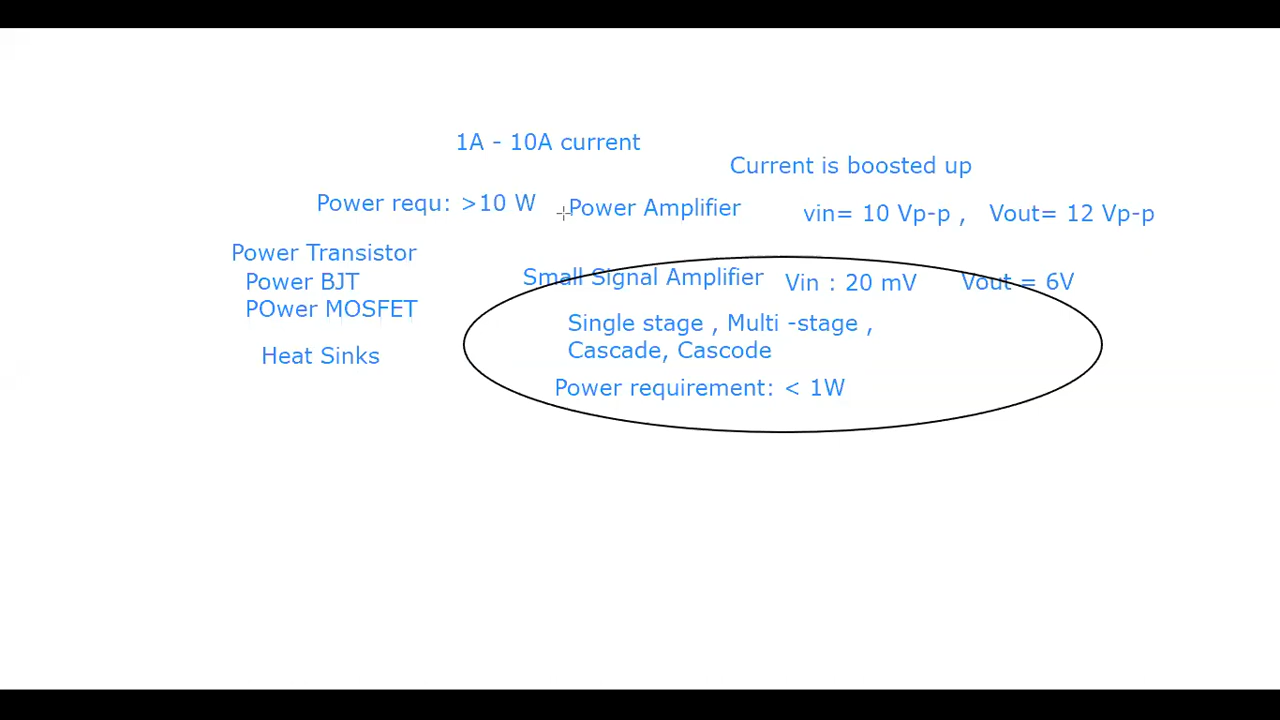 1A - 10A current
Current is boosted up
Power requ: >10 W
Power Amplifier
vin= 10 Vp-p , Vout= 12 Vp-p
Power Transistor
Power BJT
POwer MOSFET
Heat Sinks
Small Signal Amplifier
Vin : 20 mV
Vout = 6V
Single stage , Multi -stage ,
Cascade, Cascode
Power requirement: < 1W